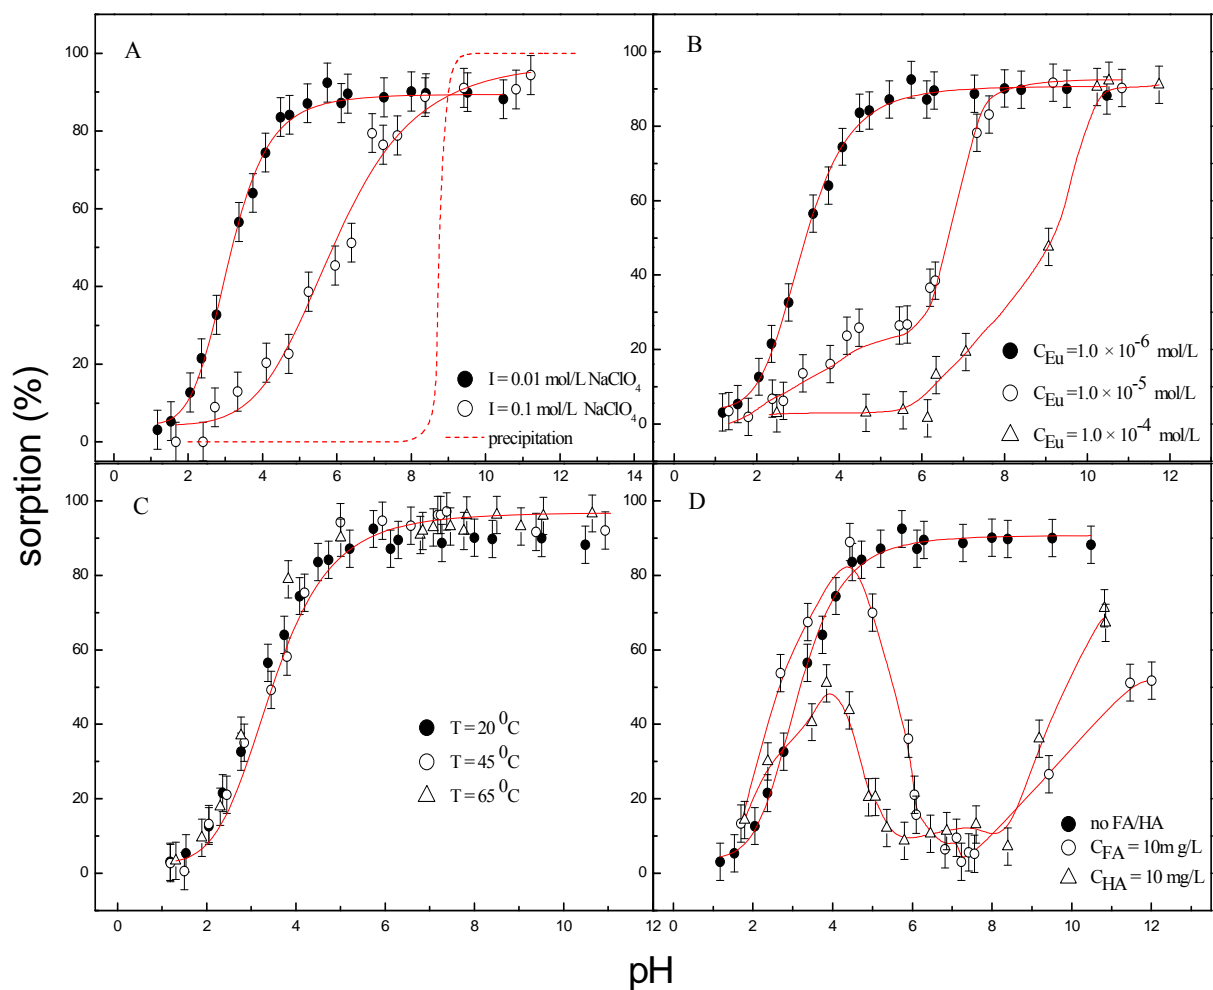 A
100
80
60
40
20
0
I = 0.01 mol/L NaClO4
I = 0.1 mol/L NaClO4
precipitation
0 2 4 6 8 10 12 14
B
100
80
60
40
20
0
CEu = 1.0 × 10-6 mol/L
CEu = 1.0 × 10-5 mol/L
CEu = 1.0 × 10-4 mol/L
0 2 4 6 8 10 12
sorption (%)
C
100
80
60
40
20
0
T = 20 0C
T = 45 0C
T = 65 0C
0 2 4 6 8 10 12
D
100
80
60
40
20
0
no FA/HA
CFA = 10m g/L
CHA = 10 mg/L
0 2 4 6 8 10 12
pH